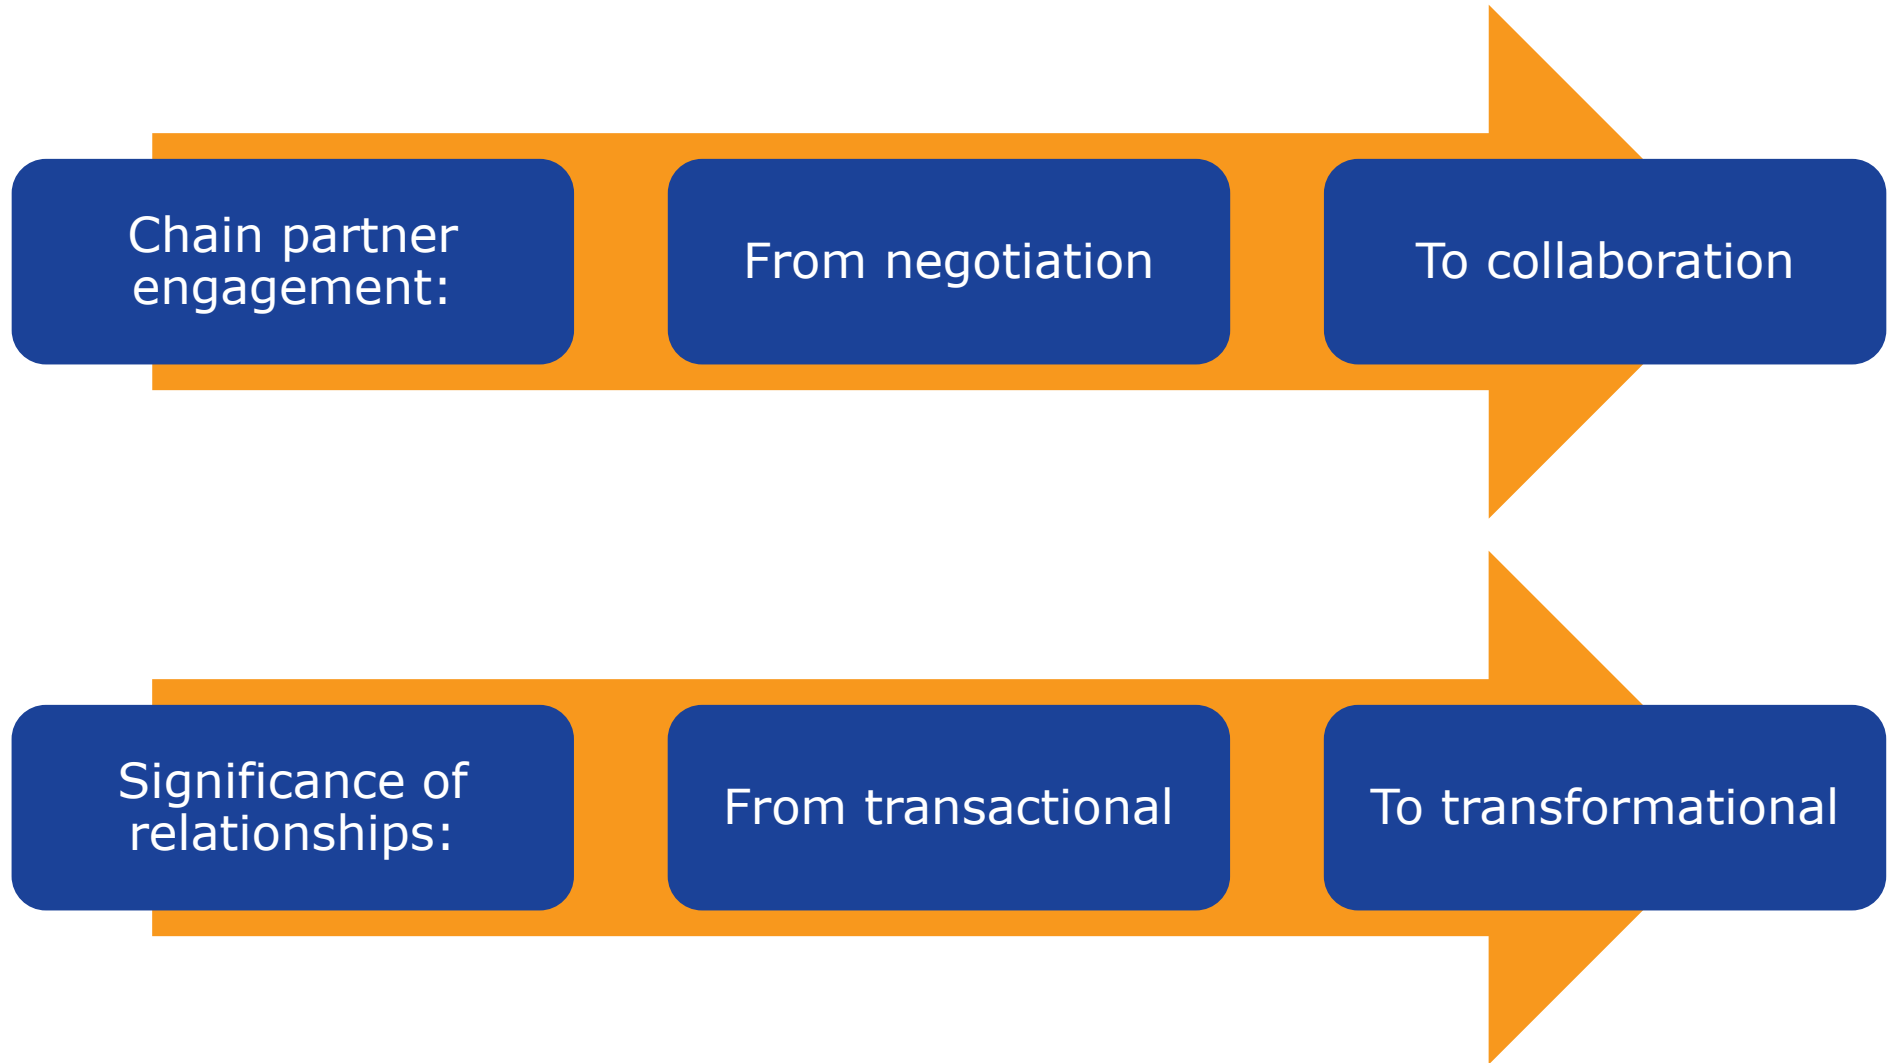 Chain partner
engagement:
From negotiation
To collaboration
Significance of
relationships:
From transactional
To transformational